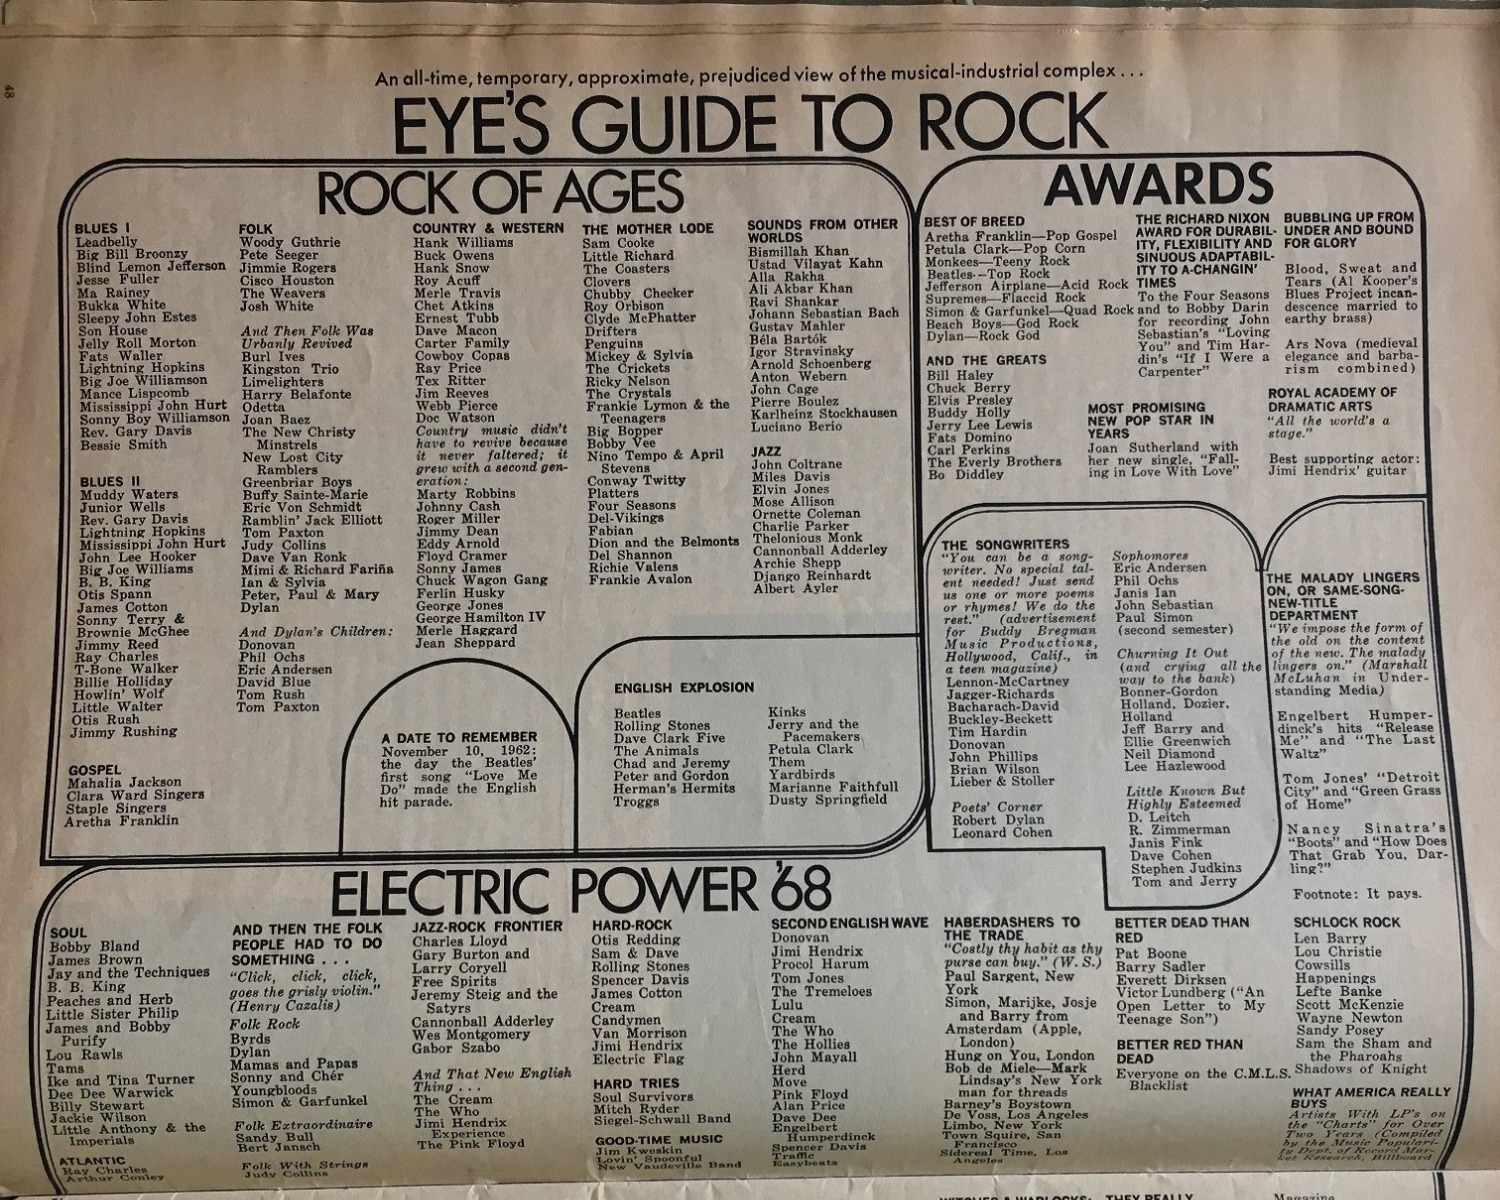 48
An all-time, temporary, approximate, prejudiced view of the musical-industrial complex . . .
EYE'S GUIDE TO ROCK
ROCK OF AGES
BLUES I
Leadbelly
Big Bill Broonzy
Blind Lemon Jefferson
Jesse Fuller
Ma Rainey
Bukka White
Sleepy John Estes
Son House
Jelly Roll Morton
Fats Waller
Lightning Hopkins
Big Joe Williamson
Mance Lispcomb
Mississippi John Hurt
Sonny Boy Williamson
Rev. Gary Davis
Bessie Smith
BLUES II
Muddy Waters
Junior Wells
Rev. Gary Davis
Lightning Hopkins
Mississippi John Hurt
John Lee Hooker
Big Joe Williams
B. B. King
Otis Spann
James Cotton
Sonny Terry &
Brownie McGhee
Jimmy Reed
Ray Charles
T-Bone Walker
Billie Holliday
Howlin' Wolf
Little Walter
Otis Rush
Jimmy Rushing
GOSPEL
Mahalia Jackson
Clara Ward Singers
Staple Singers
Aretha Franklin
FOLK
Woody Guthrie
Pete Seeger
Jimmie Rogers
Cisco Houston
The Weavers
Josh White
And Then Folk Was
Urbanly Revived
Burl Ives
Kingston Trio
Limelighters
Harry Belafonte
Odetta
Joan Baez
The New Christy
Minstrels
New Lost City
Ramblers
Greenbriar Boys
Buffy Sainte-Marie
Eric Von Schmidt
Ramblin' Jack Elliott
Tom Paxton
Judy Collins
Dave Van Ronk
Mimi & Richard Fariña
Ian & Sylvia
Peter, Paul & Mary
Dylan
And Dylan's Children:
Donovan
Phil Ochs
Eric Andersen
David Blue
Tom Rush
Tom Paxton
COUNTRY & WESTERN
Hank Williams
Buck Owens
Hank Snow
Roy Acuff
Merle Travis
Chet Atkins
Ernest Tubb
Dave Macon
Carter Family
Cowboy Copas
Ray Price
Tex Ritter
Jim Reeves
Webb Pierce
Doc Watson
Country music didn't
have to revive because
it never faltered; it
grew with a second gen-
eration:
Marty Robbins
Johnny Cash
Roger Miller
Jimmy Dean
Eddy Arnold
Floyd Cramer
Sonny James
Chuck Wagon Gang
Ferlin Husky
George Jones
George Hamilton IV
Merle Haggard
Jean Sheppard
THE MOTHER LODE
Sam Cooke
Little Richard
The Coasters
Clovers
Chubby Checker
Roy Orbison
Clyde McPhatter
Drifters
Penguins
Mickey & Sylvia
The Crickets
Ricky Nelson
The Crystals
Frankie Lymon & the
Teenagers
Big Bopper
Bobby Vee
Nino Tempo & April
Stevens
Conway Twitty
Platters
Four Seasons
Del-Vikings
Fabian
Dion and the Belmonts
Del Shannon
Richie Valens
Frankie Avalon
SOUNDS FROM OTHER
WORLDS
Bismillah Khan
Ustad Vilayat Kahn
Alla Rakha
Ali Akbar Khan
Ravi Shankar
Johann Sebastian Bach
Gustav Mahler
Béla Bartók
Igor Stravinsky
Arnold Schoenberg
Anton Webern
John Cage
Pierre Boulez
Karlheinz Stockhausen
Luciano Berio
JAZZ
John Coltrane
Miles Davis
Elvin Jones
Mose Allison
Ornette Coleman
Charlie Parker
Thelonious Monk
Cannonball Adderley
Archie Shepp
Django Reinhardt
Albert Ayler
A DATE TO REMEMBER
November 10, 1962:
the day the Beatles'
first song "Love Me
Do" made the English
hit parade.
ENGLISH EXPLOSION
Beatles
Rolling Stones
Dave Clark Five
The Animals
Chad and Jeremy
Peter and Gordon
Herman's Hermits
Troggs
Kinks
Jerry and the
Pacemakers
Petula Clark
Them
Yardbirds
Marianne Faithfull
Dusty Springfield
AWARDS
BEST OF BREED
Aretha Franklin—Pop Gospel
Petula Clark—Pop Corn
Monkees—Teeny Rock
Beatles--Top Rock
Jefferson Airplane—Acid Rock
Supremes—Flaccid Rock
Simon & Garfunkel—Quad Rock
Beach Boys—God Rock
Dylan—Rock God
AND THE GREATS
Bill Haley
Chuck Berry
Elvis Presley
Buddy Holly
Jerry Lee Lewis
Fats Domino
Carl Perkins
The Everly Brothers
Bo Diddley
THE RICHARD NIXON
AWARD FOR DURABIL-
ITY, FLEXIBILITY AND
SINUOUS ADAPTABIL-
ITY TO A-CHANGIN'
TIMES
To the Four Seasons
and to Bobby Darin
for recording John
Sebastian's "Loving
You" and Tim Har-
din's "If I Were a
Carpenter"
MOST PROMISING
NEW POP STAR IN
YEARS
Joan Sutherland with
her new single, "Fall-
ing in Love With Love"
BUBBLING UP FROM
UNDER AND BOUND
FOR GLORY
Blood, Sweat and
Tears (Al Kooper's
Blues Project incan-
descence married to
earthy brass)
Ars Nova (medieval
elegance and barba-
rism combined)
ROYAL ACADEMY OF
DRAMATIC ARTS
"All the world's a
stage."
Best supporting actor:
Jimi Hendrix' guitar
THE SONGWRITERS
"You can be a song-
writer. No special tal-
ent needed! Just send
us one or more poems
or rhymes! We do the
rest." (advertisement
for Buddy Bregman
Music Productions,
Hollywood, Calif., in
a teen magazine)
Lennon-McCartney
Jagger-Richards
Bacharach-David
Buckley-Beckett
Tim Hardin
Donovan
John Phillips
Brian Wilson
Lieber & Stoller
Poets' Corner
Robert Dylan
Leonard Cohen
Sophomores
Eric Andersen
Phil Ochs
Janis Ian
John Sebastian
Paul Simon
(second semester)
Churning It Out
(and crying all the
way to the bank)
Bonner-Gordon
Holland, Dozier,
Holland
Jeff Barry and
Ellie Greenwich
Neil Diamond
Lee Hazlewood
Little Known But
Highly Esteemed
D. Leitch
R. Zimmerman
Janis Fink
Dave Cohen
Stephen Judkins
Tom and Jerry
THE MALADY LINGERS
ON, OR SAME-SONG-
NEW-TITLE
DEPARTMENT
"We impose the form of
the old on the content
of the new. The malady
lingers on." (Marshall
McLuhan in Under-
standing Media)
Engelbert Humper-
dinck's hits "Release
Me" and "The Last
Waltz"
Tom Jones' "Detroit
City" and "Green Grass
of Home"
Nancy Sinatra's
"Boots" and "How Does
That Grab You, Dar-
ling?"
Footnote: It pays.
ELECTRIC POWER '68
SOUL
Bobby Bland
James Brown
Jay and the Techniques
B. B. King
Peaches and Herb
Little Sister Philip
James and Bobby
Purify
Lou Rawls
Tams
Ike and Tina Turner
Dee Dee Warwick
Billy Stewart
Jackie Wilson
Little Anthony & the
Imperials
ATLANTIC
Ray Charles
Arthur Conley
AND THEN THE FOLK
PEOPLE HAD TO DO
SOMETHING . . .
"Click, click, click,
goes the grisly violin."
(Henry Cazalis)
Folk Rock
Byrds
Dylan
Mamas and Papas
Sonny and Chér
Youngbloods
Simon & Garfunkel
Folk Extraordinaire
Sandy Bull
Bert Jansch
Folk With Strings
Judy Collins
JAZZ-ROCK FRONTIER
Charles Lloyd
Gary Burton and
Larry Coryell
Free Spirits
Jeremy Steig and the
Satyrs
Cannonball Adderley
Wes Montgomery
Gabor Szabo
And That New English
Thing . . .
The Cream
The Who
Jimi Hendrix
Experience
The Pink Floyd
HARD-ROCK
Otis Redding
Sam & Dave
Rolling Stones
Spencer Davis
James Cotton
Cream
Candymen
Van Morrison
Jimi Hendrix
Electric Flag
HARD TRIES
Soul Survivors
Mitch Ryder
Siegel-Schwall Band
GOOD-TIME MUSIC
Jim Kweskin
Lovin' Spoonful
New Vaudeville Band
SECOND ENGLISH WAVE
Donovan
Jimi Hendrix
Procol Harum
Tom Jones
The Tremeloes
Lulu
Cream
The Who
The Hollies
John Mayall
Herd
Move
Pink Floyd
Alan Price
Dave Dee
Engelbert
Humperdinck
Spencer Davis
Traffic
Easybeats
HABERDASHERS TO
THE TRADE
"Costly thy habit as thy
purse can buy." (W. S.)
Paul Sargent, New
York
Simon, Marijke, Josje
and Barry from
Amsterdam (Apple,
London)
Hung on You, London
Bob de Miele—Mark
Lindsay's New York
man for threads
Barney's Boystown
De Voss, Los Angeles
Limbo, New York
Town Squire, San
Francisco
Sidereal Time, Los
Angeles
BETTER DEAD THAN
RED
Pat Boone
Barry Sadler
Everett Dirksen
Victor Lundberg ("An
Open Letter to My
Teenage Son")
BETTER RED THAN
DEAD
Everyone on the C.M.L.S.
Blacklist
SCHLOCK ROCK
Len Barry
Lou Christie
Cowsills
Happenings
Lefte Banke
Scott McKenzie
Wayne Newton
Sandy Posey
Sam the Sham and
the Pharoahs
Shadows of Knight
WHAT AMERICA REALLY
BUYS
Artists With LP's on
the "Charts" for Over
Two Years (Compiled
by the Music Populari-
ty Dept. of Record Mar-
ket Research, Billboard
THEY REALLY
Magazine